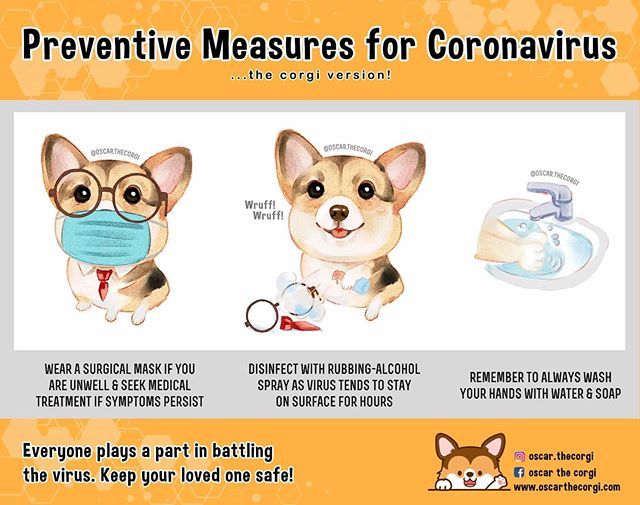 Preventive Measures for Coronavirus
...the corgi version!
@OSCAR.THECORGI
@OSCAR.THECORGI
@OSCAR.THECORGI
Wruff!
Wruff!
WEAR A SURGICAL MASK IF YOU
ARE UNWELL & SEEK MEDICAL
TREATMENT IF SYMPTOMS PERSIST
DISINFECT WITH RUBBING-ALCOHOL
SPRAY AS VIRUS TENDS TO STAY
ON SURFACE FOR HOURS
REMEMBER TO ALWAYS WASH
YOUR HANDS WITH WATER & SOAP
Everyone plays a part in battling
the virus. Keep your loved one safe!
oscar.thecorgi
oscar the corgi
www.oscarthecorgi.com